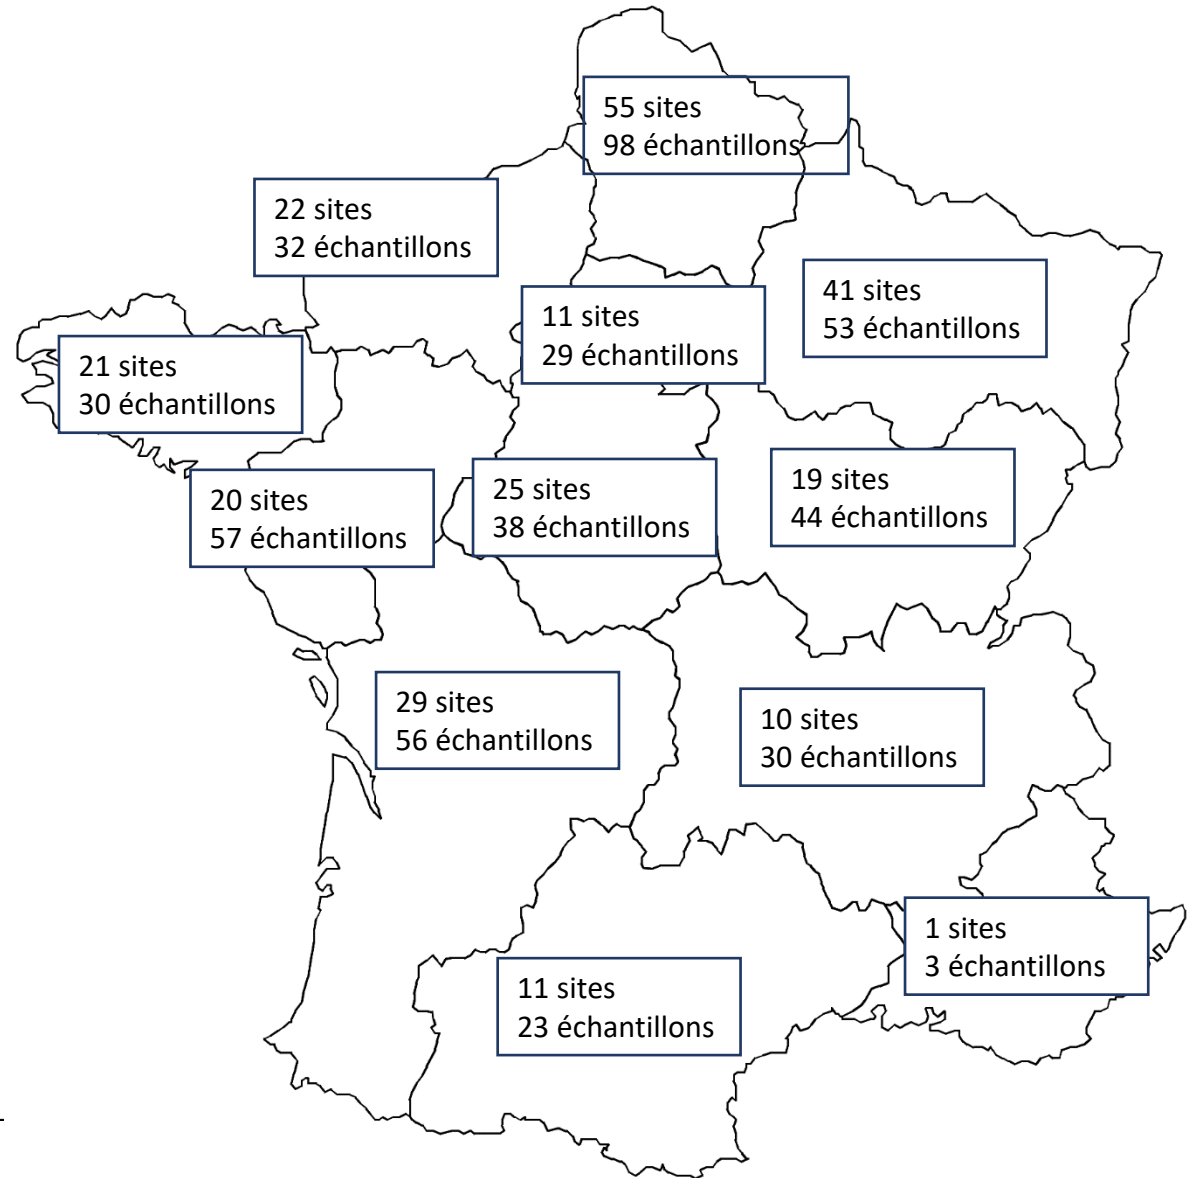 55 sites
98 échantillons
22 sites
32 échantillons
41 sites
53 échantillons
11 sites
29 échantillons
21 sites
30 échantillons
20 sites
57 échantillons
25 sites
38 échantillons
19 sites
44 échantillons
29 sites
56 échantillons
10 sites
30 échantillons
1 sites
3 échantillons
11 sites
23 échantillons